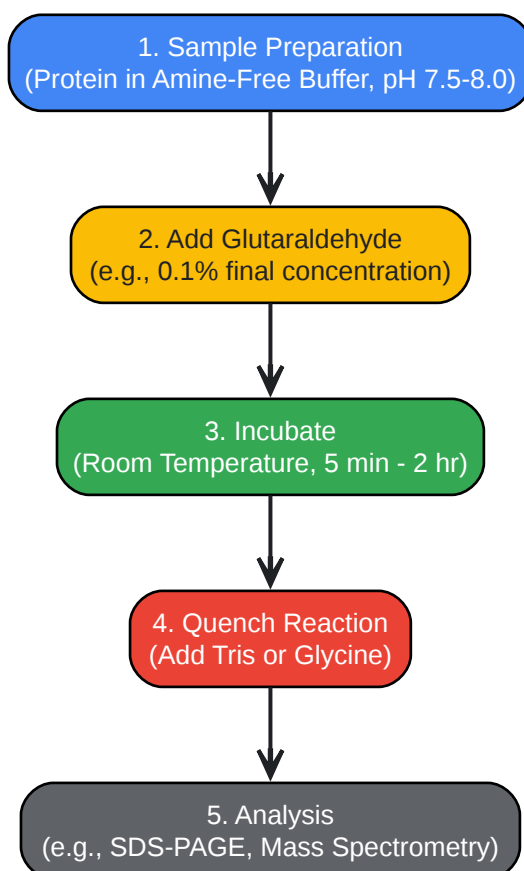 1. Sample Preparation
(Protein in Amine-Free Buffer, pH 7.5-8.0)
2. Add Glutaraldehyde
(e.g., 0.1% final concentration)
3. Incubate
(Room Temperature, 5 min - 2 hr)
4. Quench Reaction
(Add Tris or Glycine)
5. Analysis
(e.g., SDS-PAGE, Mass Spectrometry)